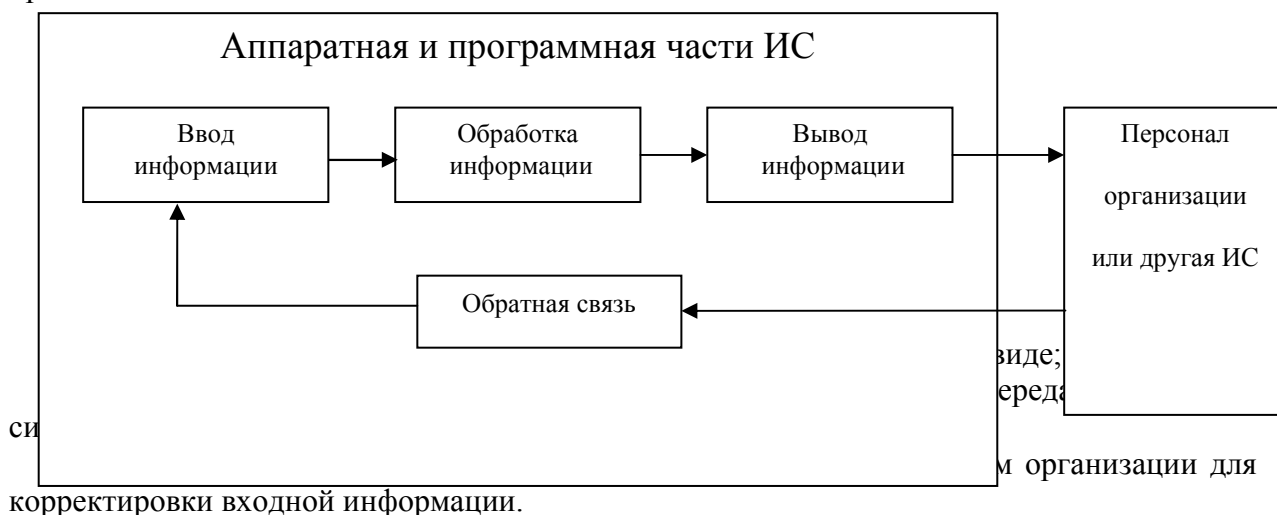 Аппаратная и программная части ИС
Ввод
информации
Обработка
информации
Вывод
информации
Персонал
организации
или другая ИС
Обратная связь
виде;
ереда
си
м организации для
корректировки входной информации.